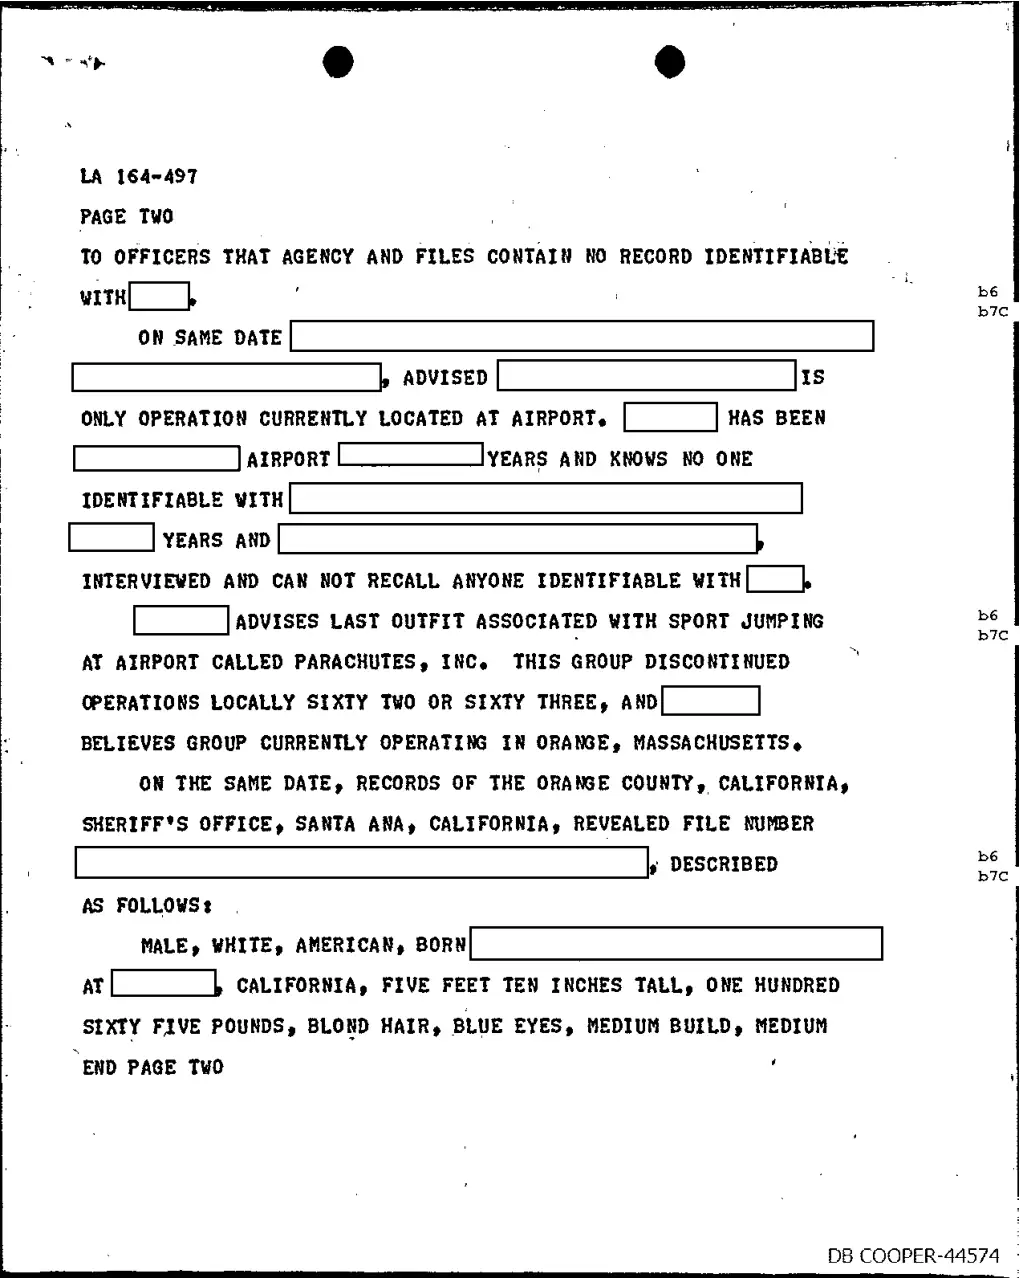 LA 164-497
PAGE TWO
TO OFFICERS THAT AGENCY AND FILES CONTAIN NO RECORD IDENTIFIABLE
WITH .
b6
b7C
ON SAME DATE
, ADVISED IS
ONLY OPERATION CURRENTLY LOCATED AT AIRPORT. HAS BEEN
AIRPORT YEARS AND KNOWS NO ONE
IDENTIFIABLE WITH
YEARS AND ,
INTERVIEWED AND CAN NOT RECALL ANYONE IDENTIFIABLE WITH .
ADVISES LAST OUTFIT ASSOCIATED WITH SPORT JUMPING
b6
b7C
AT AIRPORT CALLED PARACHUTES, INC. THIS GROUP DISCONTINUED
OPERATIONS LOCALLY SIXTY TWO OR SIXTY THREE, AND
BELIEVES GROUP CURRENTLY OPERATING IN ORANGE, MASSACHUSETTS.
ON THE SAME DATE, RECORDS OF THE ORANGE COUNTY, CALIFORNIA,
SHERIFF'S OFFICE, SANTA ANA, CALIFORNIA, REVEALED FILE NUMBER
, DESCRIBED
b6
b7C
AS FOLLOWS:
MALE, WHITE, AMERICAN, BORN
AT , CALIFORNIA, FIVE FEET TEN INCHES TALL, ONE HUNDRED
SIXTY FIVE POUNDS, BLOND HAIR, BLUE EYES, MEDIUM BUILD, MEDIUM
END PAGE TWO
DB COOPER-44574